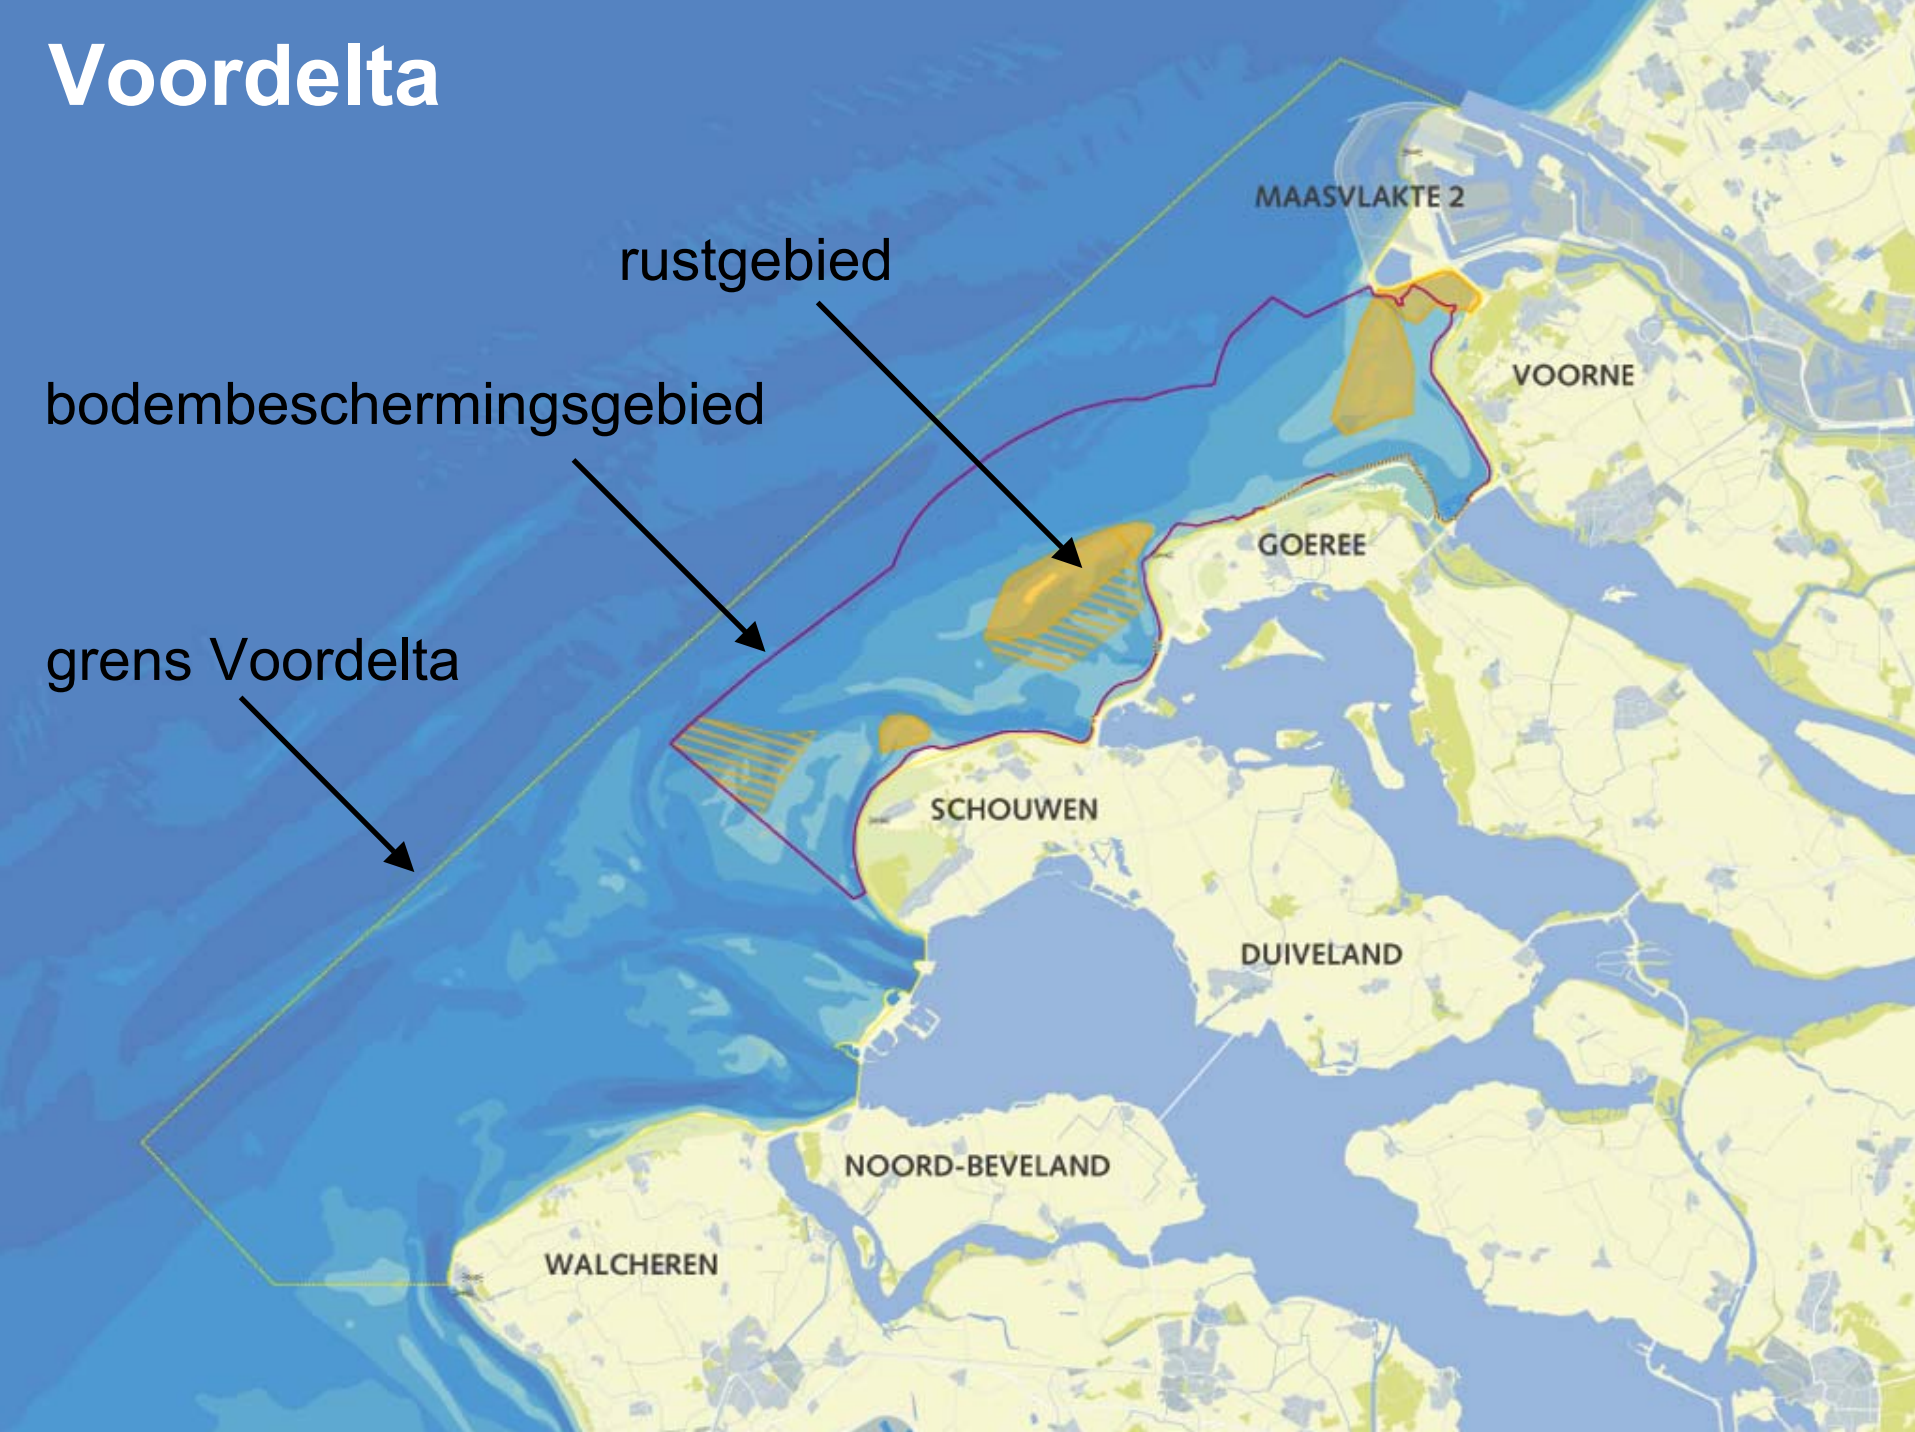 Voordelta
MAASVLAKTE 2
rustgebied
VOORNE
bodembeschermingsgebied
GOEREE
grens Voordelta
SCHOUWEN
DUIVELAND
NOORD-BEVELAND
WALCHEREN